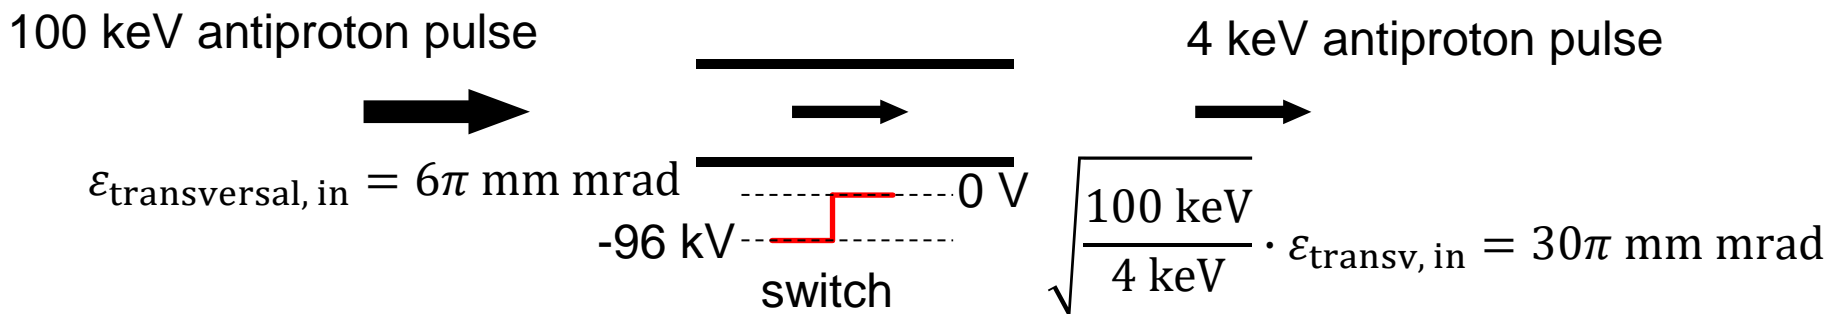 100 keV antiproton pulse
4 keV antiproton pulse
ε_transversal, in = 6π mm mrad
0 V
-96 kV
switch
√(100 keV / 4 keV) · ε_transv, in = 30π mm mrad